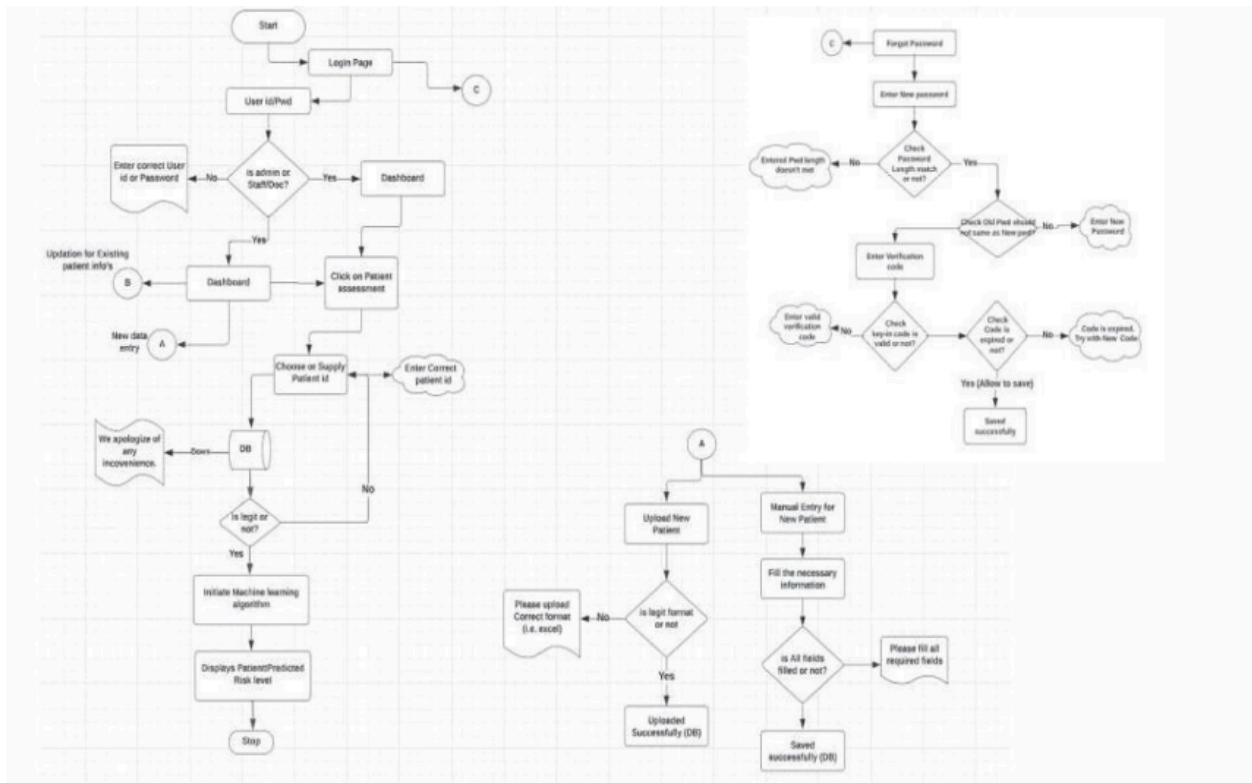 Start
Login Page
C
User id/Pwd
Enter correct User
id or Password
No
is admin or
Staff/Doc?
Yes
Dashboard
Yes
Updation for Existing
patient info's
B
Dashboard
Click on Patient
assessment
New data
entry
A
Choose or Supply
Patient id
Enter Correct
patient id
We apologize of
any
incovenience.
Down
DB
No
Is legit or
not?
Yes
Initiate Machine learning
algorithm
Displays Patient/Predicted
Risk level
Stop
C
Forgot Password
Enter New password
Entered Pwd length
doesn't met
No
Check
Password
Length match
or not?
Yes
Check Old Pwd should
not same as New pwd?
No
Enter New
Password
Enter Verification
code
Enter valid
verification
code
No
Check
key-in code is
valid or not?
Check
Code is
expired or
not?
No
Code is expired.
Try with New Code
Yes (Allow to save)
Saved
successfully
A
Upload New
Patient
Manual Entry for
New Patient
Fill the necessary
information
Please upload
Correct format
(i.e. excel)
No
is legit format
or not
Yes
Uploaded
Successfully (DB)
is All fields
filled or not?
Please fill all
required fields
Saved
successfully (DB)